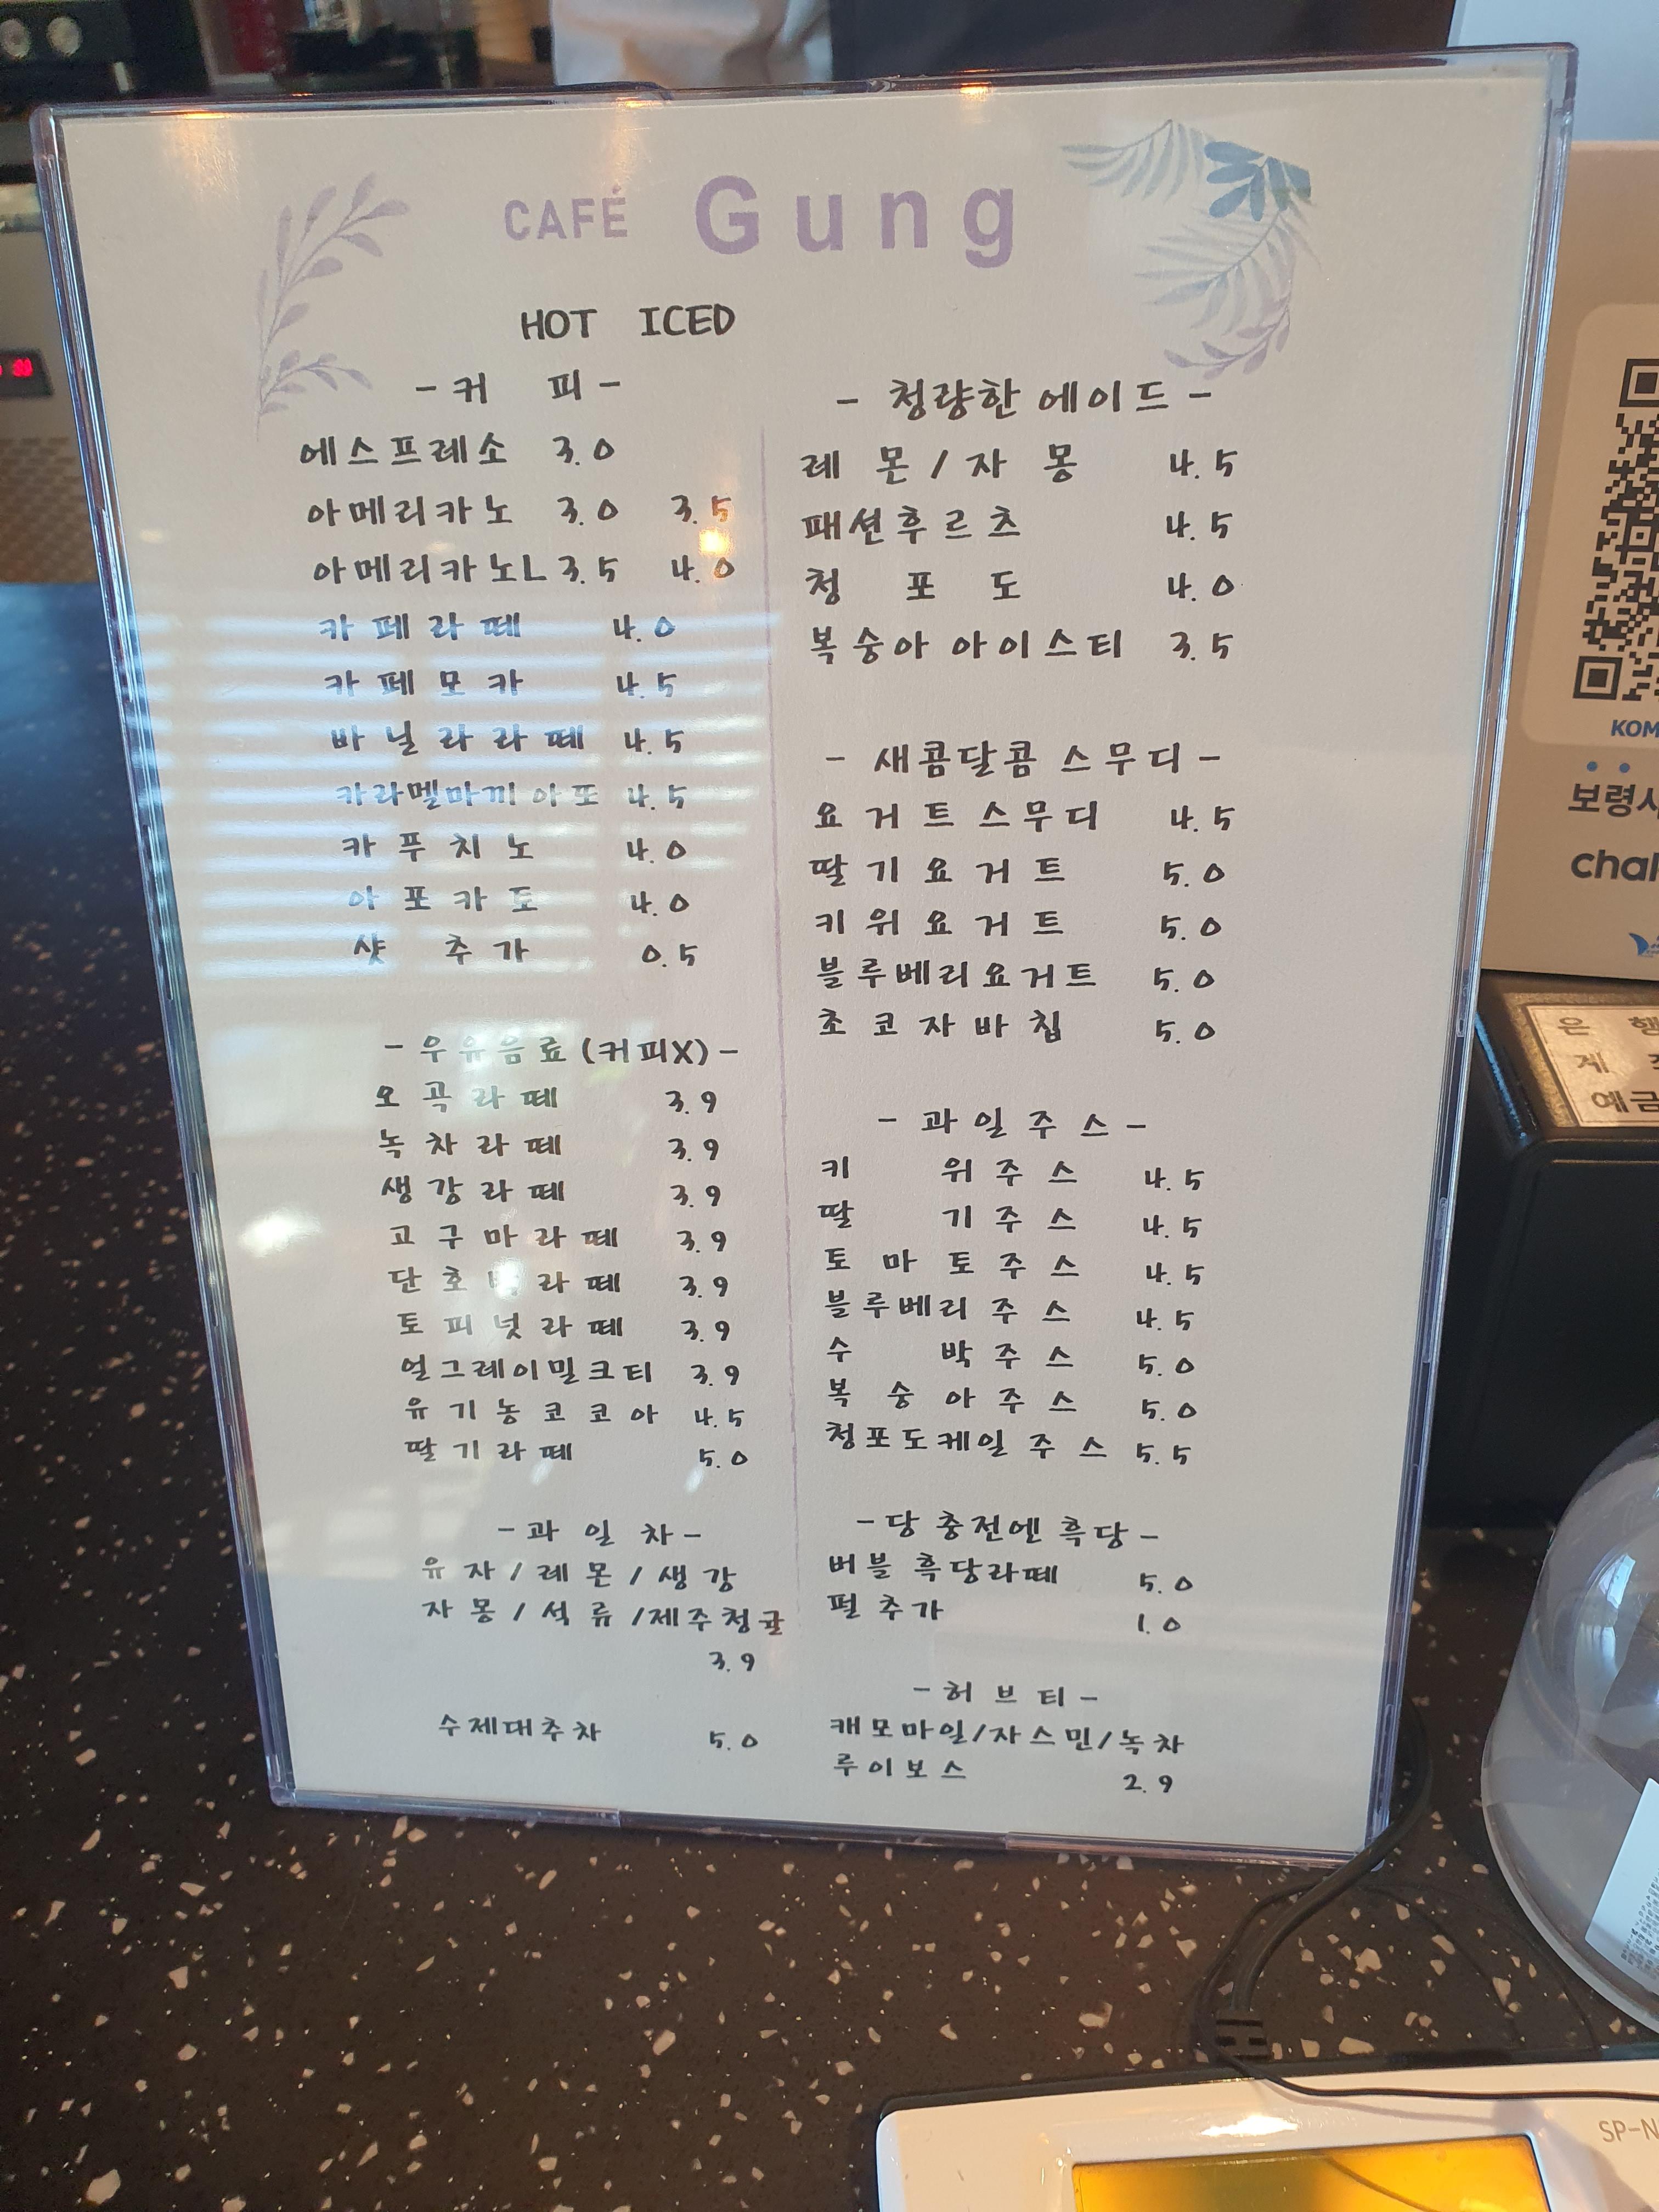 CAFÉ Gung
HOT ICED
-커 피-
에스프레소 3.0
아메리카노 3.0 3.5
아메리카노L 3.5 4.0
카페라떼 4.0
카페모카 4.5
바닐라라떼 4.5
카라멜마끼아또 4.5
카푸치노 4.0
아포카도 4.0
샷 추가 0.5
-우유음료(커피X)-
오곡라떼 3.9
녹차라떼 3.9
생강라떼 3.9
고구마라떼 3.9
단호박라떼 3.9
토피넛라떼 3.9
얼그레이밀크티 3.9
유기농코코아 4.5
딸기라떼 5.0
-과일차-
유자/레몬/생강
자몽/석류/제주청귤
3.9
수제대추차 5.0
- 청량한 에이드 -
레몬/자몽 4.5
패션후르츠 4.5
청포도 4.0
복숭아 아이스티 3.5
- 새콤달콤 스무디 -
요거트스무디 4.5
딸기요거트 5.0
키위요거트 5.0
블루베리요거트 5.0
초코자바칩 5.0
- 과일주스 -
키위주스 4.5
딸기주스 4.5
토마토주스 4.5
블루베리주스 4.5
수박주스 5.0
복숭아주스 5.0
청포도케일주스 5.5
-당 충전엔 흑당-
버블 흑당라떼 5.0
펄 추가 1.0
-허브티-
캐모마일/자스민/녹차
루이보스 2.9
KOM
보령시
chak
은 행
계 좌
예금
SP-N